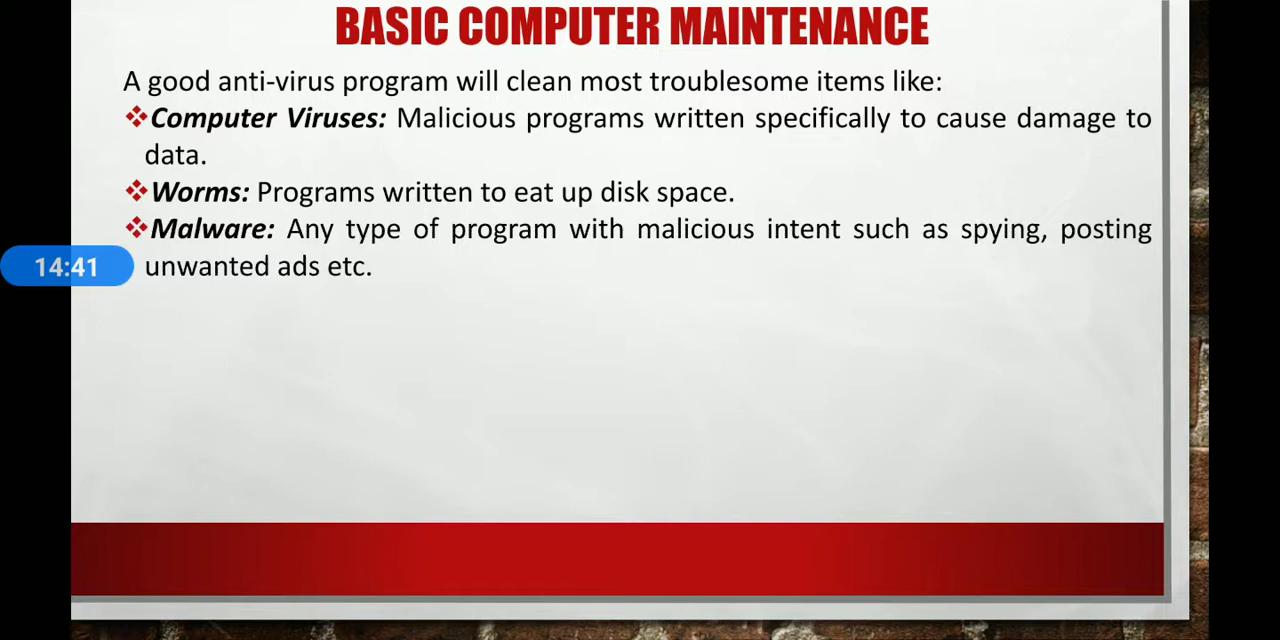 BASIC COMPUTER MAINTENANCE
A good anti-virus program will clean most troublesome items like:
❖Computer Viruses: Malicious programs written specifically to cause damage to
data.
❖Worms: Programs written to eat up disk space.
❖Malware: Any type of program with malicious intent such as spying, posting
14:41
unwanted ads etc.